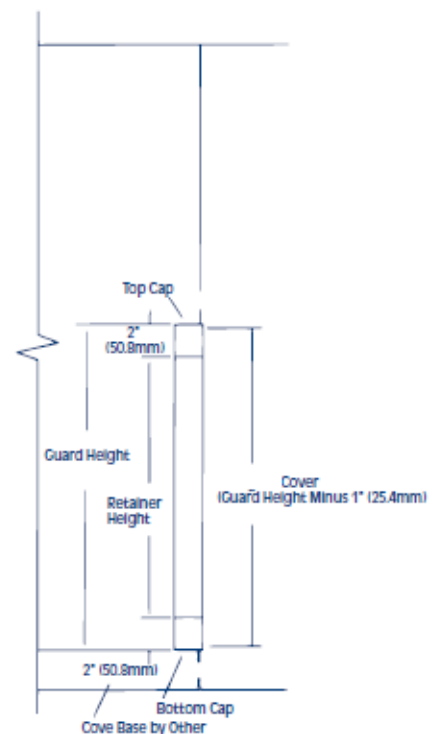 Top Cap
2"
(50.8mm)
Guard Height
Retainer
Height
Cover
(Guard Height Minus 1" (25.4mm)
2" (50.8mm)
Bottom Cap
Cove Base by Other